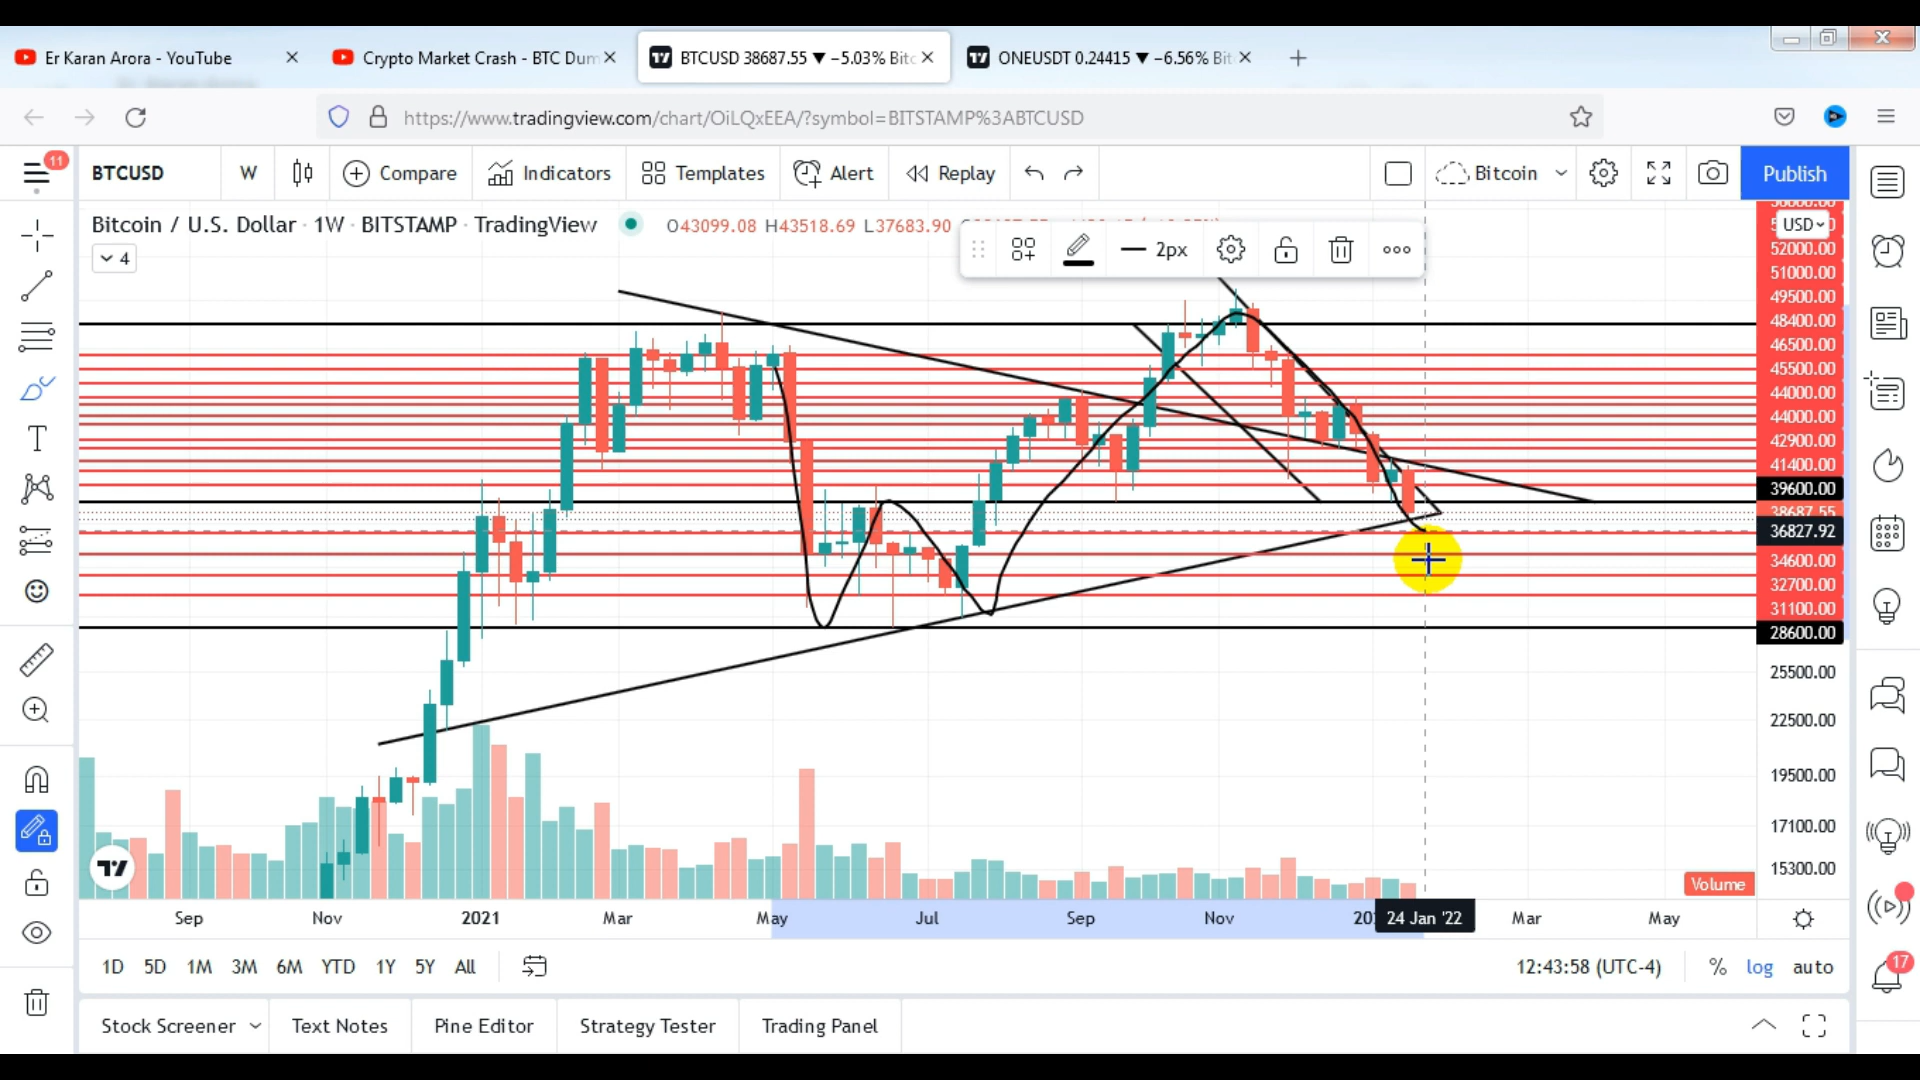 Er Karan Arora - YouTube
Crypto Market Crash - BTC Dum
BTCUSD 38687.55 ▼ −5.03% Bitc
ONEUSDT 0.24415 ▼ −6.56% Bit
https://www.tradingview.com/chart/OiLQxEEA/?symbol=BITSTAMP%3ABTCUSD
11
BTCUSD
W
Compare
Indicators
Templates
Alert
Replay
Bitcoin
Publish
Bitcoin / U.S. Dollar · 1W · BITSTAMP · TradingView
O43099.08 H43518.69 L37683.90
4
2px
USD
52000.00
51000.00
49500.00
48400.00
46500.00
45500.00
44000.00
44000.00
42900.00
41400.00
39600.00
38687.55
36827.92
34600.00
32700.00
31100.00
28600.00
25500.00
22500.00
19500.00
17100.00
15300.00
Volume
Sep
Nov
2021
Mar
May
Jul
Sep
Nov
24 Jan '22
Mar
May
1D
5D
1M
3M
6M
YTD
1Y
5Y
All
12:43:58 (UTC-4)
%
log
auto
17
Stock Screener
Text Notes
Pine Editor
Strategy Tester
Trading Panel